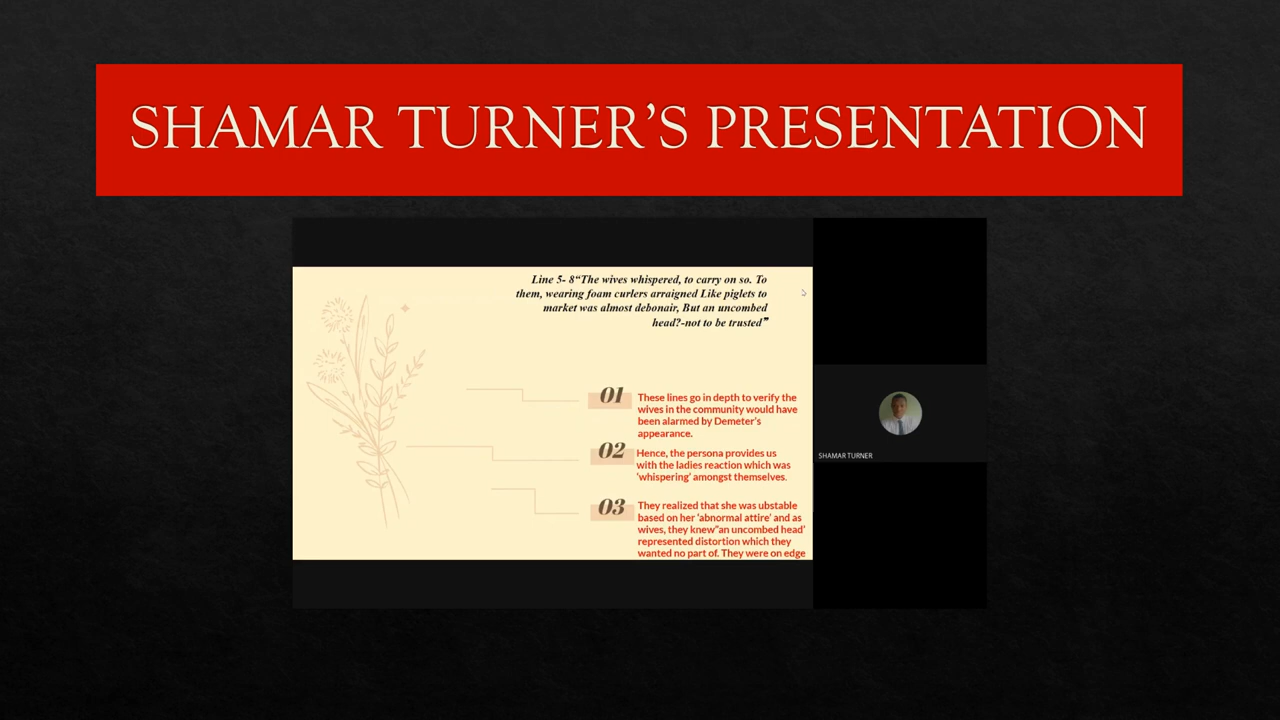 SHAMAR TURNER’S PRESENTATION
Line 5- 8“The wives whispered, to carry on so. To
them, wearing foam curlers arraigned Like piglets to
market was almost debonair, But an uncombed
head?-not to be trusted”
01
These lines go in depth to verify the
wives in the community would have
been alarmed by Demeter’s
appearance.
02
Hence, the persona provides us
with the ladies reaction which was
‘whispering’ amongst themselves.
03
They realized that she was ubstable
based on her ‘abnormal attire’ and as
wives, they knew”an uncombed head’
represented distortion which they
wanted no part of. They were on edge
SHAMAR TURNER